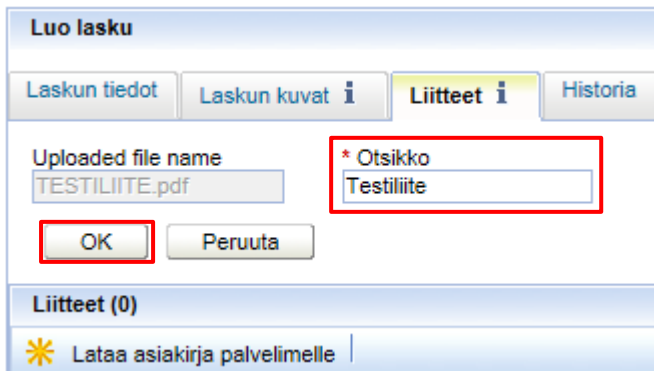 Luo lasku
Laskun tiedot Laskun kuvat i Liitteet i Historia
Uploaded file name * Otsikko
TESTILIITE.pdf Testiliite
OK Peruuta
Liitteet (0)
Lataa asiakirja palvelimelle